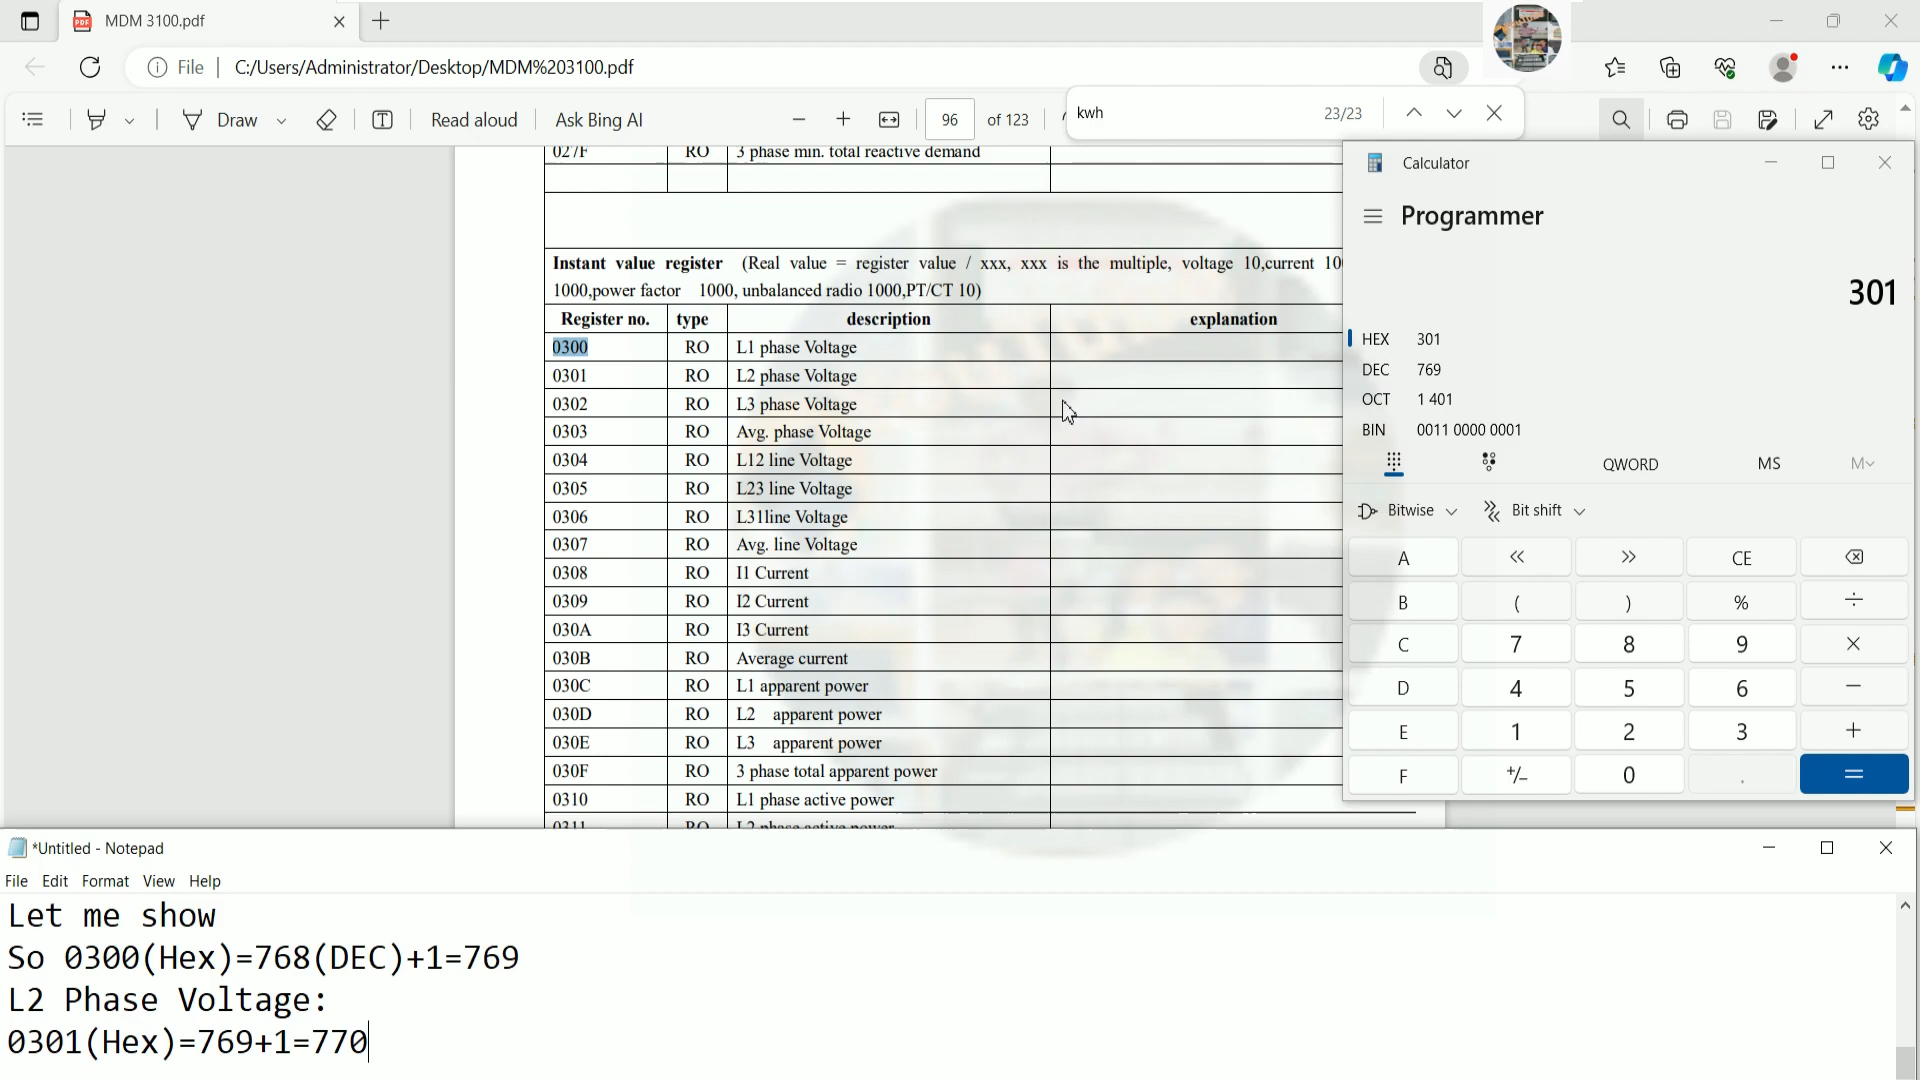 MDM 3100.pdf
File C:/Users/Administrator/Desktop/MDM%203100.pdf
Draw Read aloud Ask Bing AI 96 of 123 kwh 23/23
027F RO 3 phase min. total reactive demand
Instant value register (Real value = register value / xxx, xxx is the multiple, voltage 10,current 10
1000,power factor 1000, unbalanced radio 1000,PT/CT 10)
Register no. type description explanation
0300 RO L1 phase Voltage
0301 RO L2 phase Voltage
0302 RO L3 phase Voltage
0303 RO Avg. phase Voltage
0304 RO L12 line Voltage
0305 RO L23 line Voltage
0306 RO L31line Voltage
0307 RO Avg. line Voltage
0308 RO I1 Current
0309 RO I2 Current
030A RO I3 Current
030B RO Average current
030C RO L1 apparent power
030D RO L2 apparent power
030E RO L3 apparent power
030F RO 3 phase total apparent power
0310 RO L1 phase active power
0311 RO L2 phase active power
Calculator
Programmer
301
HEX 301
DEC 769
OCT 1 401
BIN 0011 0000 0001
QWORD MS M
Bitwise Bit shift
A << >> CE
B ( ) % ÷
C 7 8 9 ×
D 4 5 6 −
E 1 2 3 +
F +/- 0 . =
*Untitled - Notepad
File Edit Format View Help
Let me show
So 0300(Hex)=768(DEC)+1=769
L2 Phase Voltage:
0301(Hex)=769+1=770